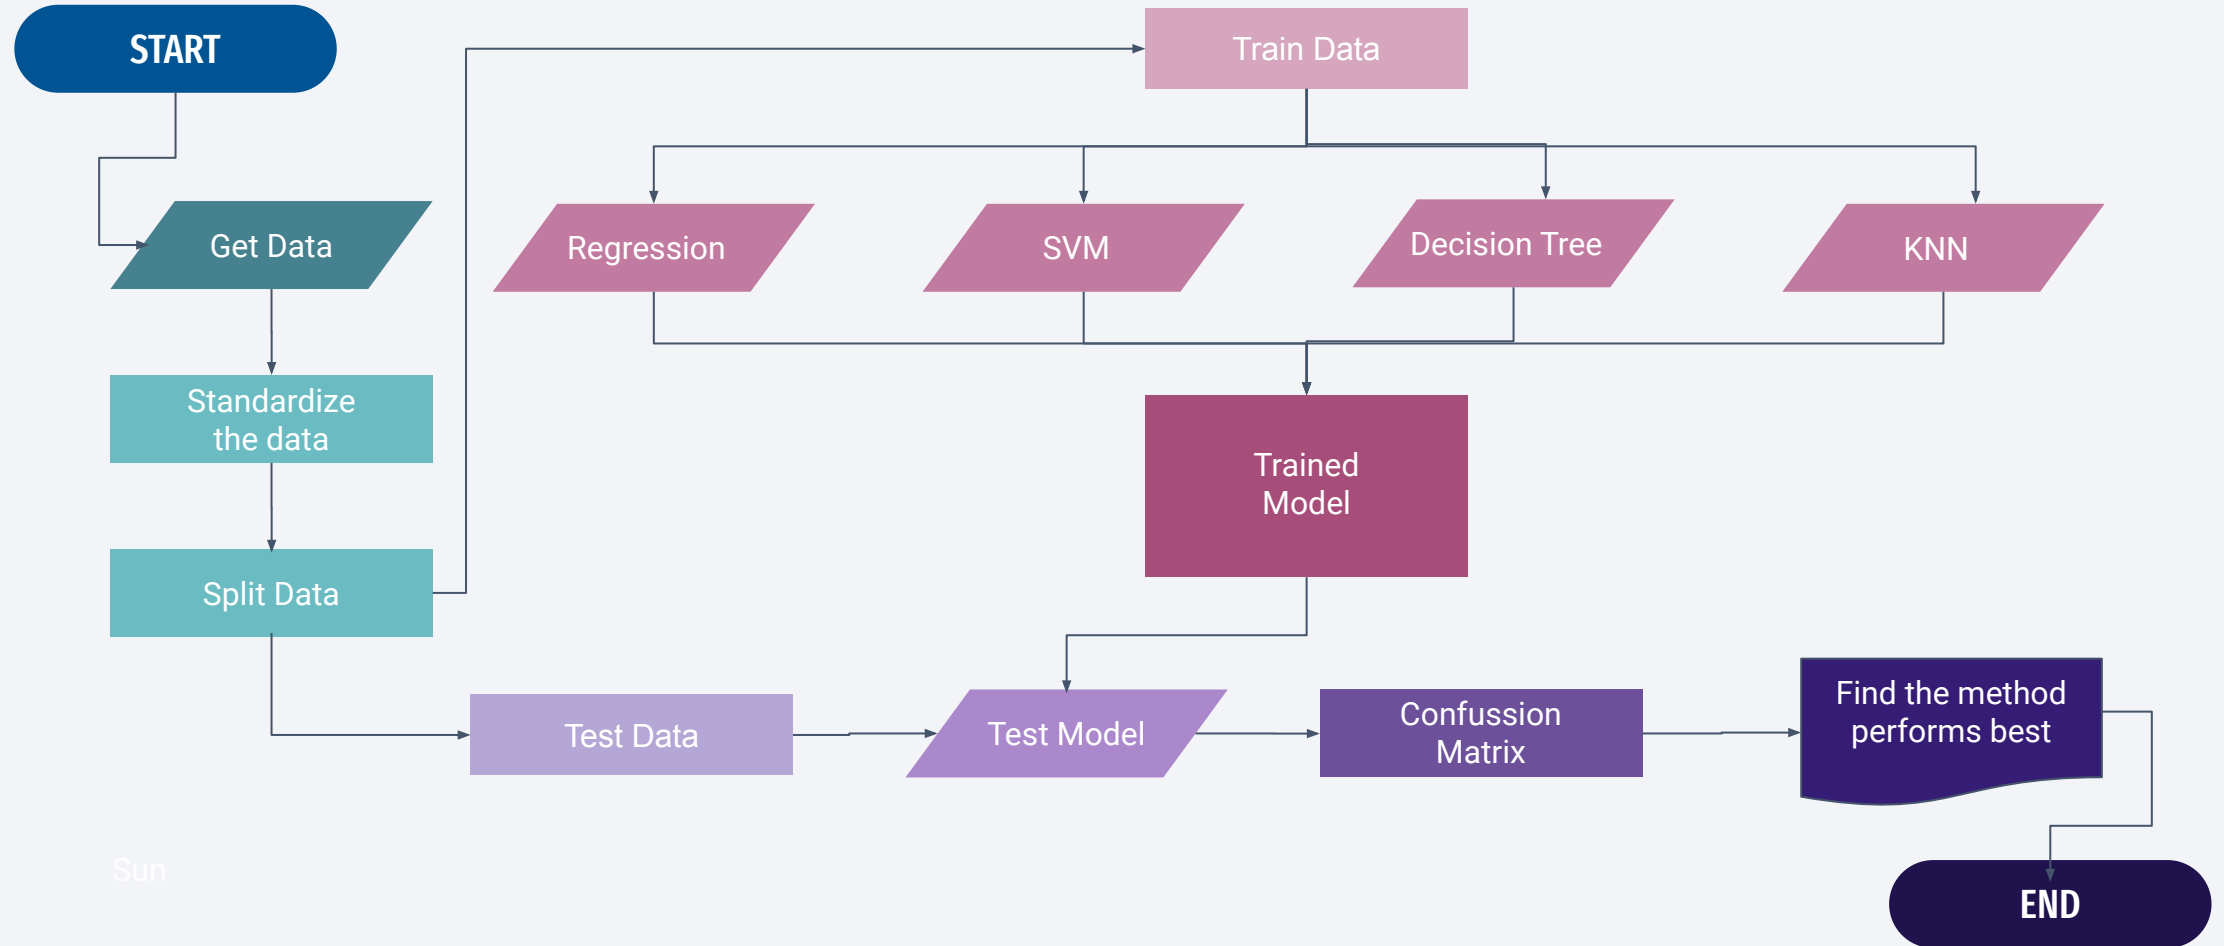 START
Train Data
Get Data
Regression
SVM
Decision Tree
KNN
Standardize
the data
Trained
Model
Split Data
Test Data
Test Model
Confussion
Matrix
Find the method
performs best
Sun
END